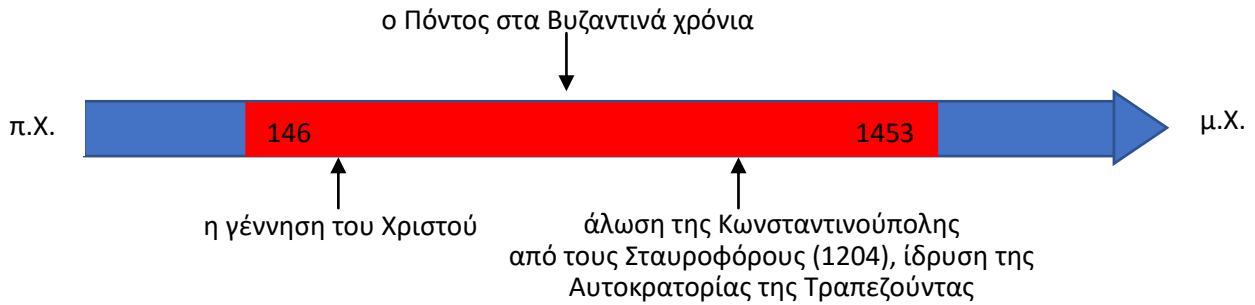 ο Πόντος στα Βυζαντινά χρόνια
π.Χ.
146
1453
μ.Χ.
η γέννηση του Χριστού
άλωση της Κωνσταντινούπολης
από τους Σταυροφόρους (1204), ίδρυση της
Αυτοκρατορίας της Τραπεζούντας